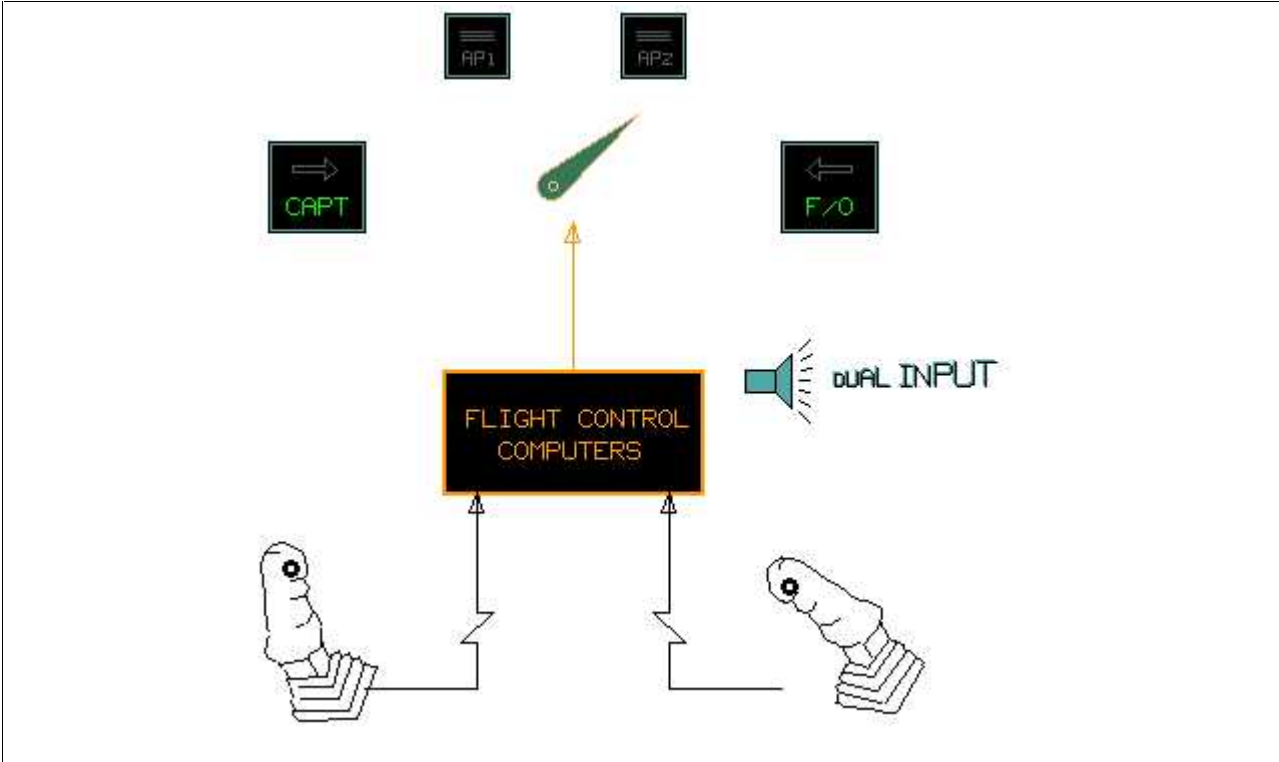 AP1
AP2
CAPT
F/O
DUAL INPUT
FLIGHT CONTROL
COMPUTERS